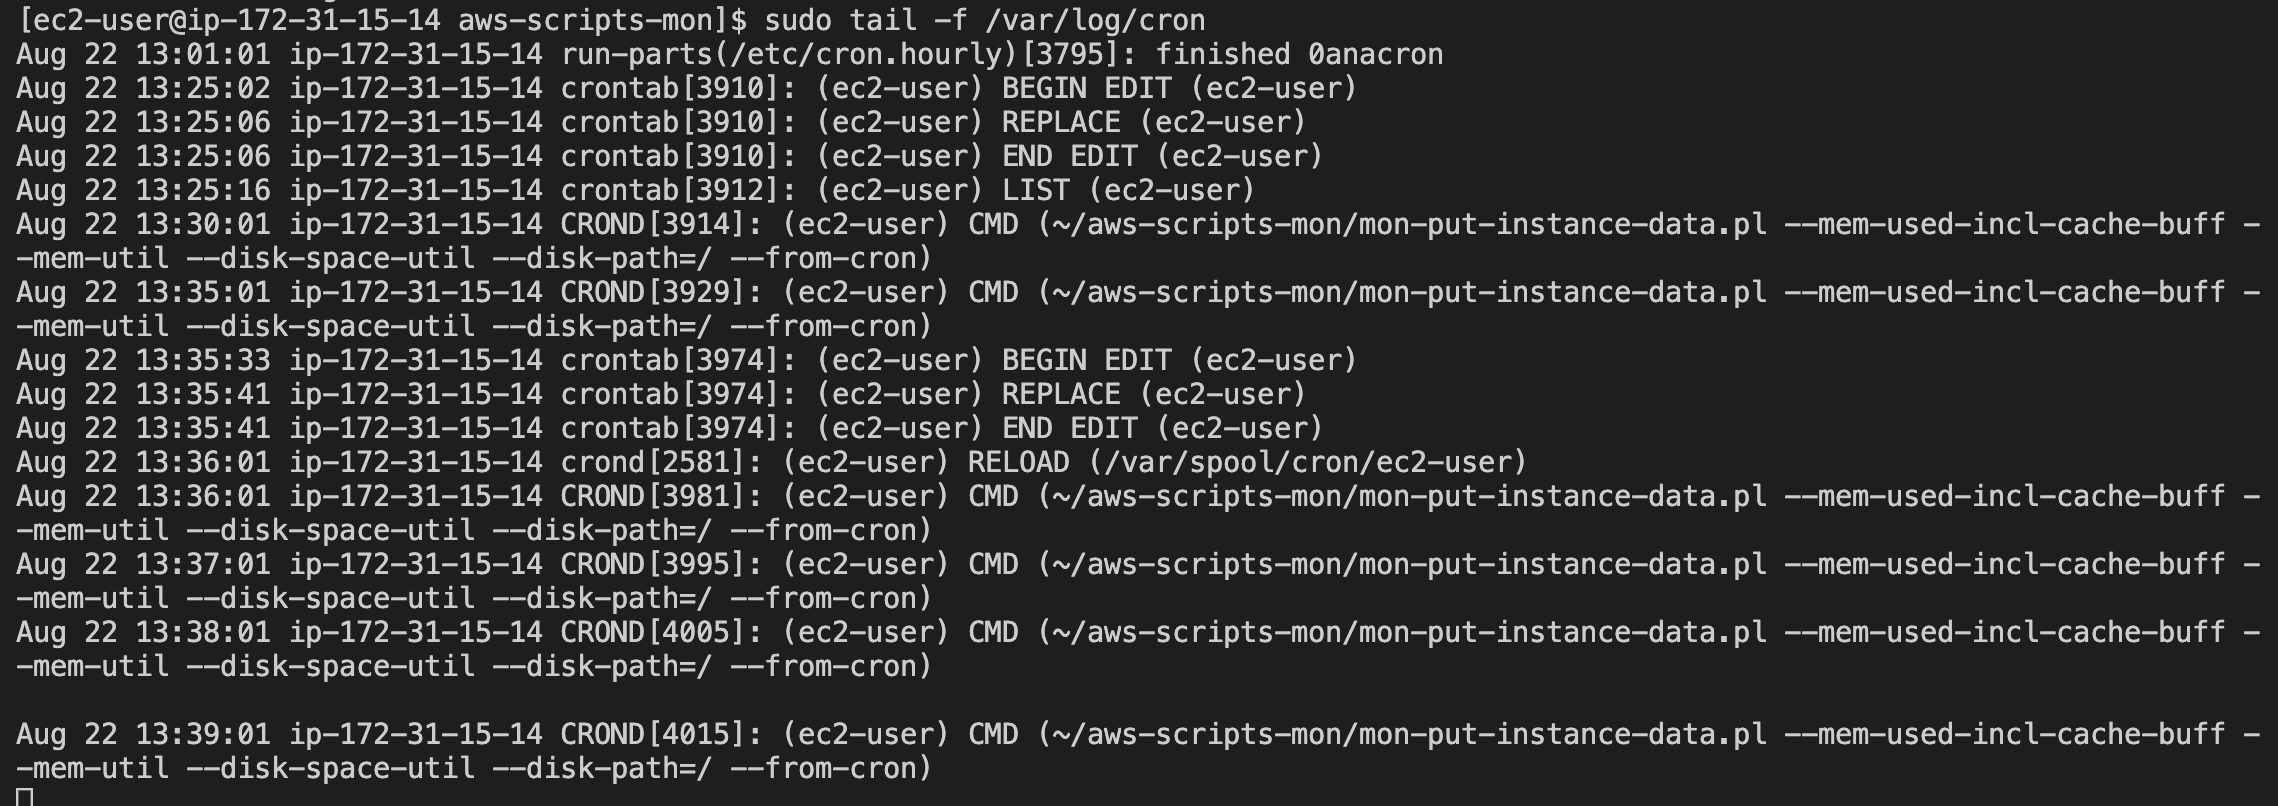 [ec2-user@ip-172-31-15-14 aws-scripts-mon]$ sudo tail -f /var/log/cron
Aug 22 13:01:01 ip-172-31-15-14 run-parts(/etc/cron.hourly)[3795]: finished 0anacron
Aug 22 13:25:02 ip-172-31-15-14 crontab[3910]: (ec2-user) BEGIN EDIT (ec2-user)
Aug 22 13:25:06 ip-172-31-15-14 crontab[3910]: (ec2-user) REPLACE (ec2-user)
Aug 22 13:25:06 ip-172-31-15-14 crontab[3910]: (ec2-user) END EDIT (ec2-user)
Aug 22 13:25:16 ip-172-31-15-14 crontab[3912]: (ec2-user) LIST (ec2-user)
Aug 22 13:30:01 ip-172-31-15-14 CROND[3914]: (ec2-user) CMD (~/aws-scripts-mon/mon-put-instance-data.pl --mem-used-incl-cache-buff -
-mem-util --disk-space-util --disk-path=/ --from-cron)
Aug 22 13:35:01 ip-172-31-15-14 CROND[3929]: (ec2-user) CMD (~/aws-scripts-mon/mon-put-instance-data.pl --mem-used-incl-cache-buff -
-mem-util --disk-space-util --disk-path=/ --from-cron)
Aug 22 13:35:33 ip-172-31-15-14 crontab[3974]: (ec2-user) BEGIN EDIT (ec2-user)
Aug 22 13:35:41 ip-172-31-15-14 crontab[3974]: (ec2-user) REPLACE (ec2-user)
Aug 22 13:35:41 ip-172-31-15-14 crontab[3974]: (ec2-user) END EDIT (ec2-user)
Aug 22 13:36:01 ip-172-31-15-14 crond[2581]: (ec2-user) RELOAD (/var/spool/cron/ec2-user)
Aug 22 13:36:01 ip-172-31-15-14 CROND[3981]: (ec2-user) CMD (~/aws-scripts-mon/mon-put-instance-data.pl --mem-used-incl-cache-buff -
-mem-util --disk-space-util --disk-path=/ --from-cron)
Aug 22 13:37:01 ip-172-31-15-14 CROND[3995]: (ec2-user) CMD (~/aws-scripts-mon/mon-put-instance-data.pl --mem-used-incl-cache-buff -
-mem-util --disk-space-util --disk-path=/ --from-cron)
Aug 22 13:38:01 ip-172-31-15-14 CROND[4005]: (ec2-user) CMD (~/aws-scripts-mon/mon-put-instance-data.pl --mem-used-incl-cache-buff -
-mem-util --disk-space-util --disk-path=/ --from-cron)
Aug 22 13:39:01 ip-172-31-15-14 CROND[4015]: (ec2-user) CMD (~/aws-scripts-mon/mon-put-instance-data.pl --mem-used-incl-cache-buff -
-mem-util --disk-space-util --disk-path=/ --from-cron)